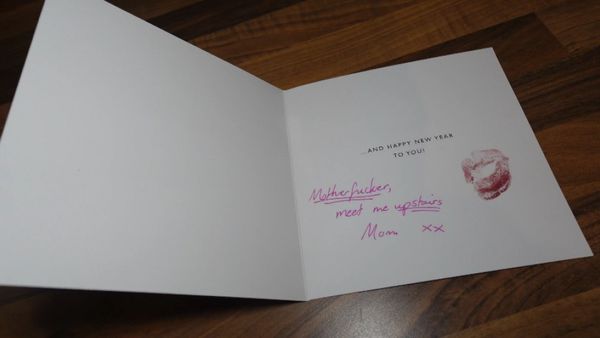 ...AND HAPPY NEW YEAR
TO YOU!
Motherfucker,
meet me upstairs
Mom xx